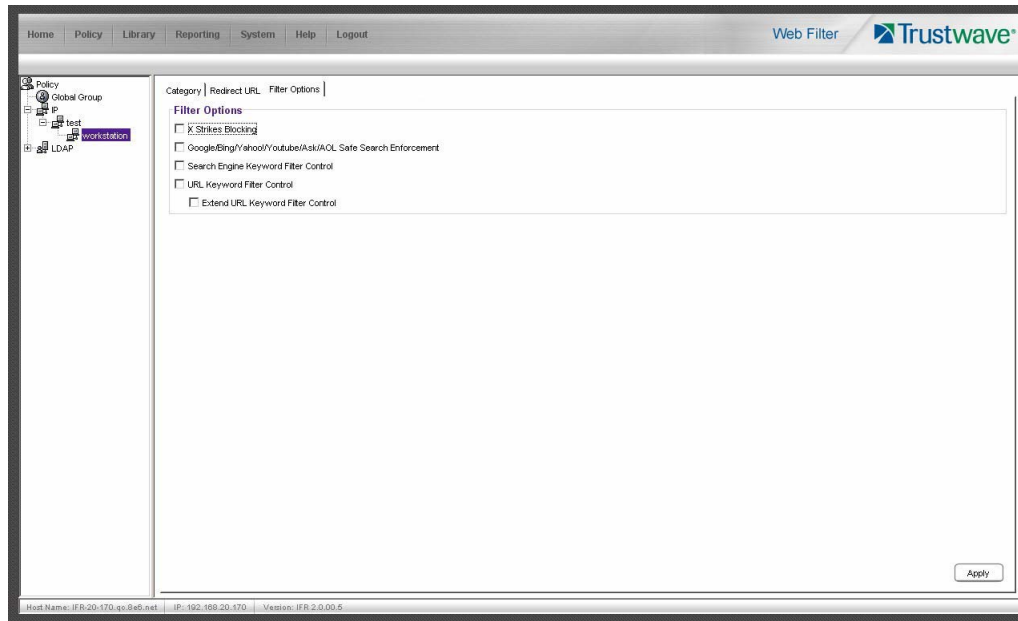 Home Policy Library Reporting System Help Logout
Web Filter
Trustwave®
Policy
Global Group
IP
test
workstation
LDAP
Category Redirect URL Filter Options
Filter Options
X Strikes Blocking
Google/Bing/Yahoo!/Youtube/Ask/AOL Safe Search Enforcement
Search Engine Keyword Filter Control
URL Keyword Filter Control
Extend URL Keyword Filter Control
Apply
Host Name: IFR-20-170.qc.8e6.net IP: 192.168.20.170 Version: IFR 2.0.00.5